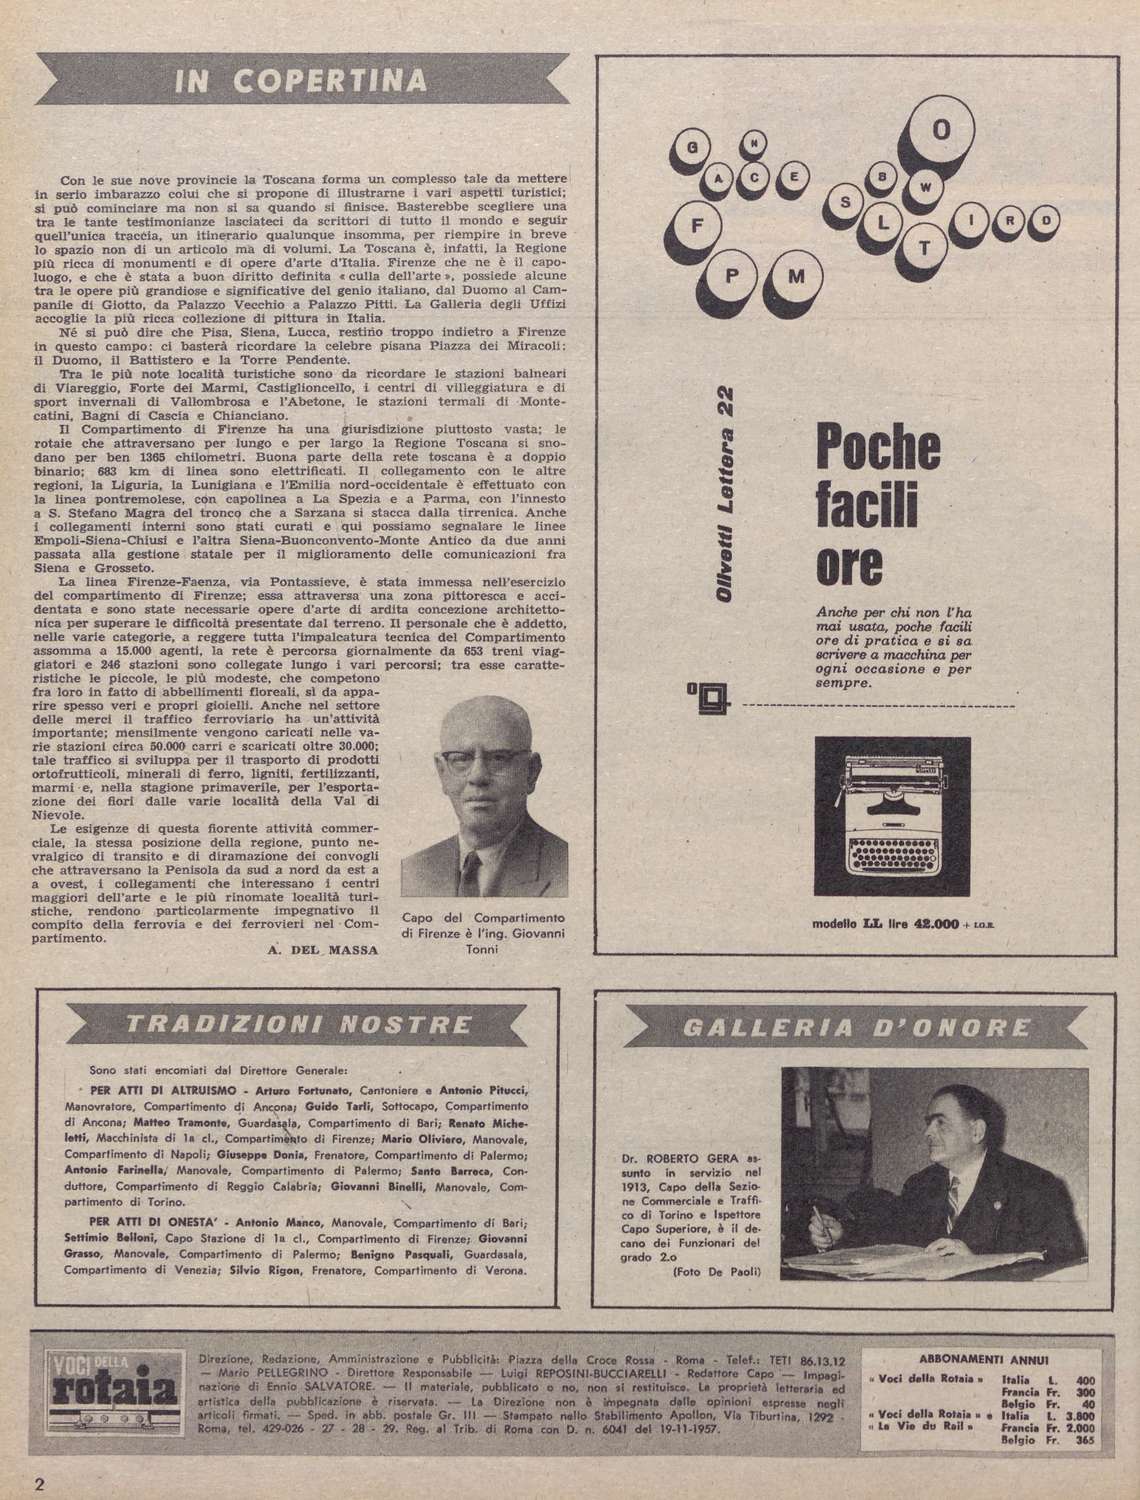 IN COPERTINA
Con le sue nove provincie la Toscana forma un complesso tale da mettere
in serio imbarazzo colui che si propone di illustrarne i vari aspetti turistici;
si può cominciare ma non si sa quando si finisce. Basterebbe scegliere una
tra le tante testimonianze lasciateci da scrittori di tutto il mondo e seguir
quell'unica traccia, un itinerario qualunque insomma, per riempire in breve
lo spazio non di un articolo ma di volumi. La Toscana è, infatti, la Regione
più ricca di monumenti e di opere d'arte d'Italia. Firenze che ne è il capo-
luogo, e che è stata a buon diritto definita « culla dell'arte », possiede alcune
tra le opere più grandiose e significative del genio italiano, dal Duomo al Cam-
panile di Giotto, da Palazzo Vecchio a Palazzo Pitti. La Galleria degli Uffizi
accoglie la più ricca collezione di pittura in Italia.
Né si può dire che Pisa, Siena, Lucca, restino troppo indietro a Firenze
in questo campo: ci basterà ricordare la celebre pisana Piazza dei Miracoli:
il Duomo, il Battistero e la Torre Pendente.
Tra le più note località turistiche sono da ricordare le stazioni balneari
di Viareggio, Forte dei Marmi, Castiglioncello, i centri di villeggiatura e di
sport invernali di Vallombrosa e l'Abetone, le stazioni termali di Monte-
catini, Bagni di Cascia e Chianciano.
Il Compartimento di Firenze ha una giurisdizione piuttosto vasta; le
rotaie che attraversano per lungo e per largo la Regione Toscana si sno-
dano per ben 1365 chilometri. Buona parte della rete toscana è a doppio
binario; 683 km di linea sono elettrificati. Il collegamento con le altre
regioni, la Liguria, la Lunigiana e l'Emilia nord-occidentale è effettuato con
la linea pontremolese, con capolinea a La Spezia e a Parma, con l'innesto
a S. Stefano Magra del tronco che a Sarzana si stacca dalla tirrenica. Anche
i collegamenti interni sono stati curati e qui possiamo segnalare le linee
Empoli-Siena-Chiusi e l'altra Siena-Buonconvento-Monte Antico da due anni
passata alla gestione statale per il miglioramento delle comunicazioni fra
Siena e Grosseto.
La linea Firenze-Faenza, via Pontassieve, è stata immessa nell'esercizio
del compartimento di Firenze; essa attraversa una zona pittoresca e acci-
dentata e sono state necessarie opere d'arte di ardita concezione architetto-
nica per superare le difficoltà presentate dal terreno. Il personale che è addetto,
nelle varie categorie, a reggere tutta l'impalcatura tecnica del Compartimento
assomma a 15.000 agenti, la rete è percorsa giornalmente da 653 treni viag-
giatori e 246 stazioni sono collegate lungo i vari percorsi; tra esse caratte-
ristiche le piccole, le più modeste, che competono
fra loro in fatto di abbellimenti floreali, sì da appa-
rire spesso veri e propri gioielli. Anche nel settore
delle merci il traffico ferroviario ha un'attività
importante; mensilmente vengono caricati nelle va-
rie stazioni circa 50.000 carri e scaricati oltre 30.000;
tale traffico si sviluppa per il trasporto di prodotti
ortofrutticoli, minerali di ferro, ligniti, fertilizzanti,
marmi e, nella stagione primaverile, per l'esporta-
zione dei fiori dalle varie località della Val di
Nievole.
Le esigenze di questa fiorente attività commer-
ciale, la stessa posizione della regione, punto ne-
vralgico di transito e di diramazione dei convogli
che attraversano la Penisola da sud a nord da est a
a ovest, i collegamenti che interessano i centri
maggiori dell'arte e le più rinomate località turi-
stiche, rendono particolarmente impegnativo il
compito della ferrovia e dei ferrovieri nel Com-
partimento.
A. DEL MASSA
Capo del Compartimento
di Firenze è l'ing. Giovanni
Tonni
G N A C E F P M
O B W S L T I R D
Olivetti Lettera 22
Poche
facili
ore
Anche per chi non l'ha
mai usata, poche facili
ore di pratica e si sa
scrivere a macchina per
ogni occasione e per
sempre.
modello LL lire 42.000 + I.G.E.
TRADIZIONI NOSTRE
Sono stati encomiati dal Direttore Generale:
PER ATTI DI ALTRUISMO - Arturo Fortunato, Cantoniere e Antonio Pitucci,
Manovratore, Compartimento di Ancona; Guido Tarli, Sottocapo, Compartimento
di Ancona; Matteo Tramonte, Guardasala, Compartimento di Bari; Renato Miche-
letti, Macchinista di 1a cl., Compartimento di Firenze; Mario Oliviero, Manovale,
Compartimento di Napoli; Giuseppe Donia, Frenatore, Compartimento di Palermo;
Antonio Farinella, Manovale, Compartimento di Palermo; Santo Barreca, Con-
duttore, Compartimento di Reggio Calabria; Giovanni Binelli, Manovale, Com-
partimento di Torino.
PER ATTI DI ONESTA' - Antonio Manco, Manovale, Compartimento di Bari;
Settimio Belloni, Capo Stazione di 1a cl., Compartimento di Firenze; Giovanni
Grasso, Manovale, Compartimento di Palermo; Benigno Pasquali, Guardasala,
Compartimento di Venezia; Silvio Rigon, Frenatore, Compartimento di Verona.
GALLERIA D'ONORE
Dr. ROBERTO GERA as-
sunto in servizio nel
1913, Capo della Sezio-
ne Commerciale e Traffi-
co di Torino e Ispettore
Capo Superiore, è il de-
cano dei Funzionari del
grado 2.o
(Foto De Paoli)
VOCI DELLA
rotaia
Direzione, Redazione, Amministrazione e Pubblicità: Piazza della Croce Rossa - Roma - Telef.: TETI 86.13.12
— Mario PELLEGRINO - Direttore Responsabile — Luigi REPOSINI-BUCCIARELLI - Redattore Capo — Impagi-
nazione di Ennio SALVATORE. — Il materiale, pubblicato o no, non si restituisce. La proprietà letteraria ed
artistica della pubblicazione è riservata. — La Direzione non è impegnata dalle opinioni espresse negli
articoli firmati. — Sped. in abb. postale Gr. III — Stampato nello Stabilimento Apollon, Via Tiburtina, 1292 -
Roma, tel. 429-026 - 27 - 28 - 29. Reg. al Trib. di Roma con D. n. 6041 del 19-11-1957.
ABBONAMENTI ANNUI
« Voci della Rotaia » Italia L. 400
Francia Fr. 300
Belgio Fr. 40
« Voci della Rotaia » e Italia L. 3.800
« La Vie du Rail » Francia Fr. 2.000
Belgio Fr. 365
2